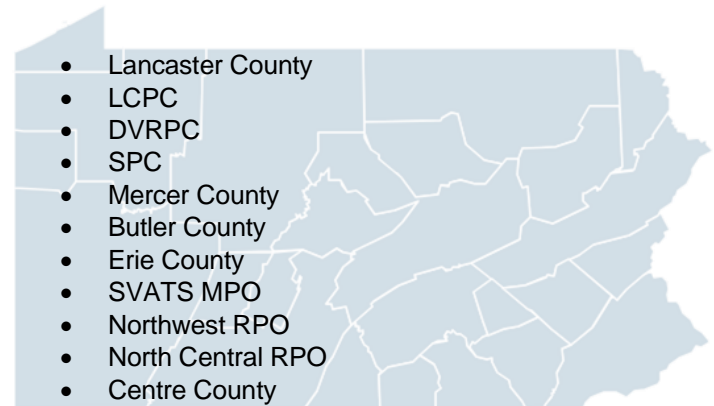 • Lancaster County
• LCPC
• DVRPC
• SPC
• Mercer County
• Butler County
• Erie County
• SVATS MPO
• Northwest RPO
• North Central RPO
• Centre County